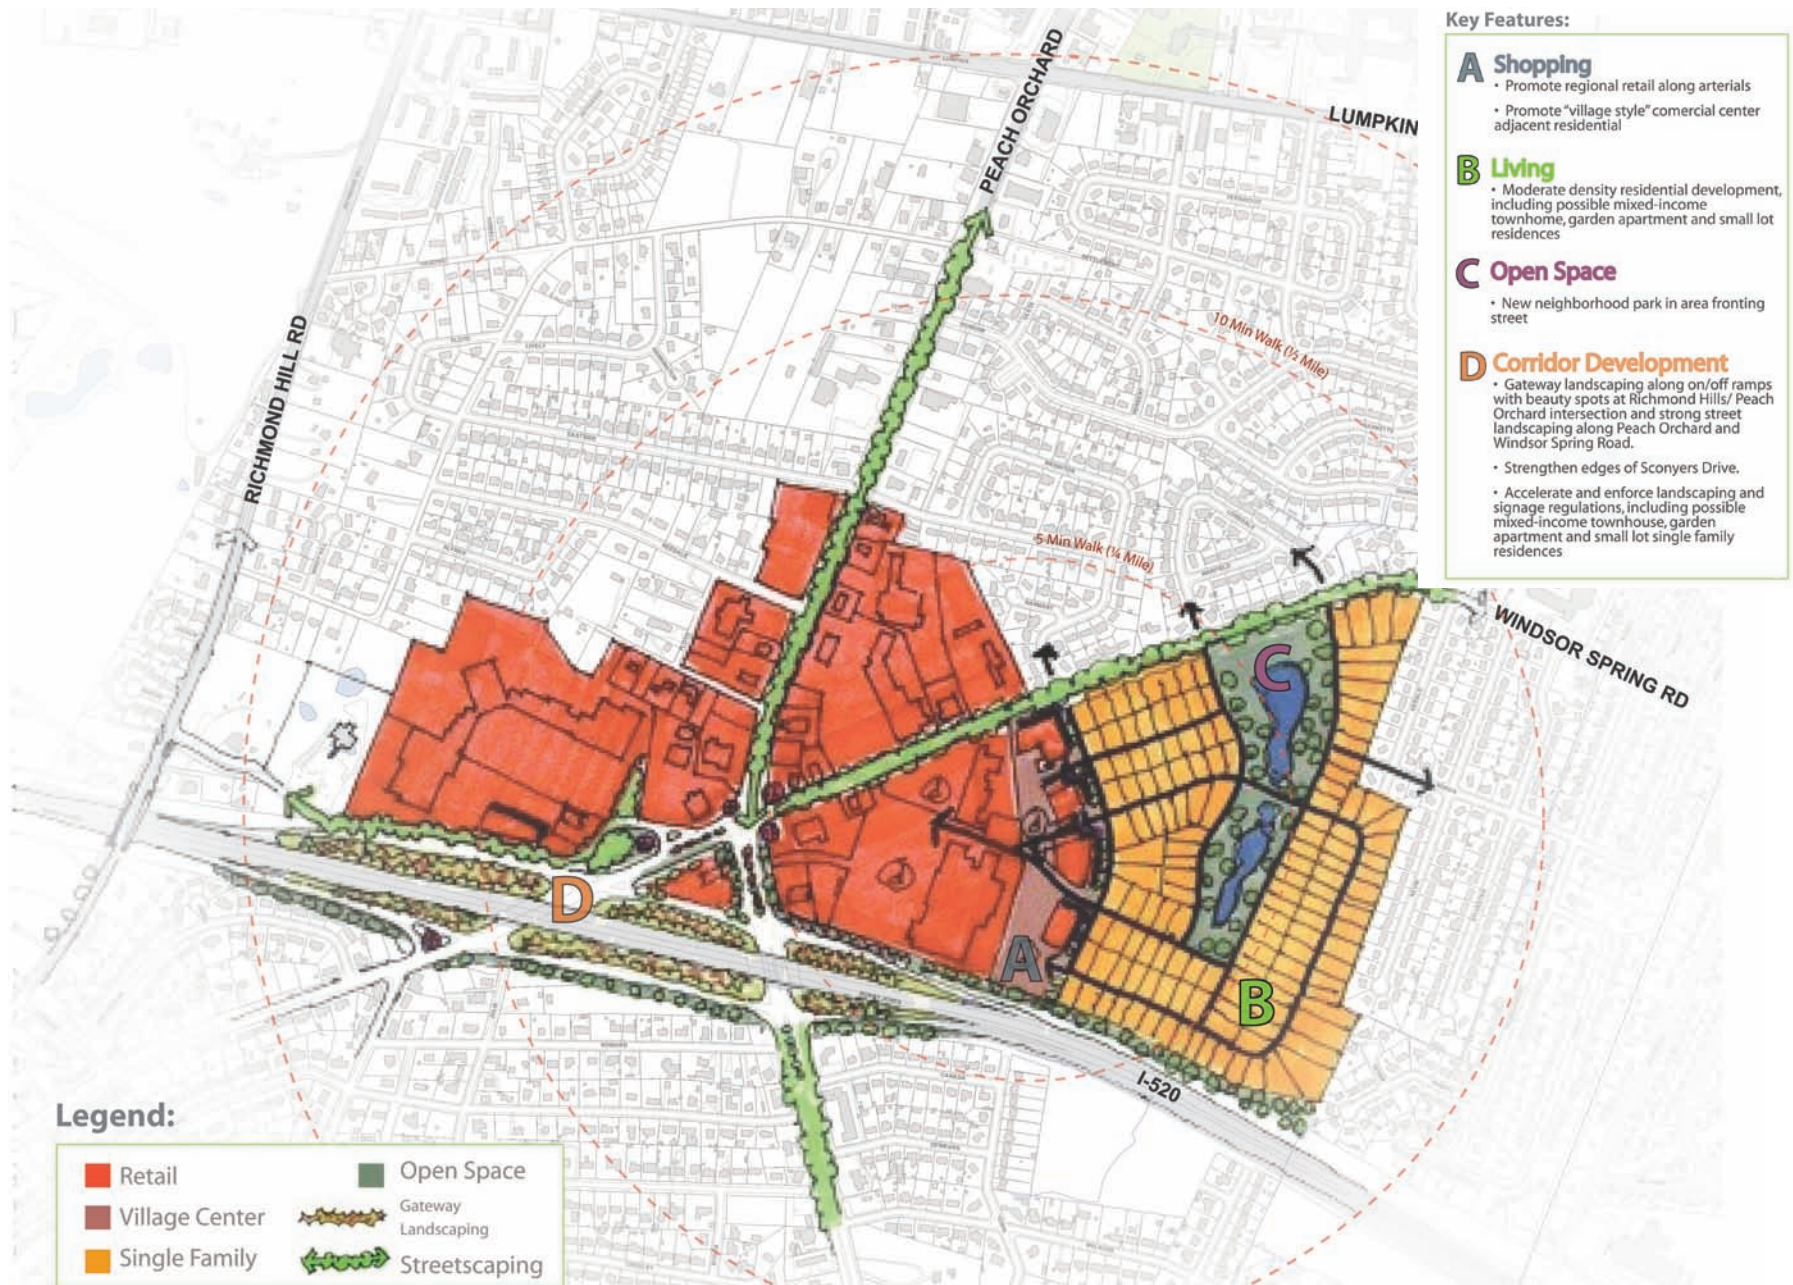 Key Features:
A Shopping
• Promote regional retail along arterials
• Promote "village style" comercial center
adjacent residential
B Living
• Moderate density residential development,
including possible mixed-income
townhome, garden apartment and small lot
residences
C Open Space
• New neighborhood park in area fronting
street
D Corridor Development
• Gateway landscaping along on/off ramps
with beauty spots at Richmond Hills/ Peach
Orchard intersection and strong street
landscaping along Peach Orchard and
Windsor Spring Road.
• Strengthen edges of Sconyers Drive.
• Accelerate and enforce landscaping and
signage regulations, including possible
mixed-income townhouse, garden
apartment and small lot single family
residences
PEACH ORCHARD
LUMPKIN
RICHMOND HILL RD
10 Min Walk (½ Mile)
5 Min Walk (¼ Mile)
WINDSOR SPRING RD
C
D
A
B
I-520
Legend:
Retail
Village Center
Single Family
Open Space
Gateway
Landscaping
Streetscaping